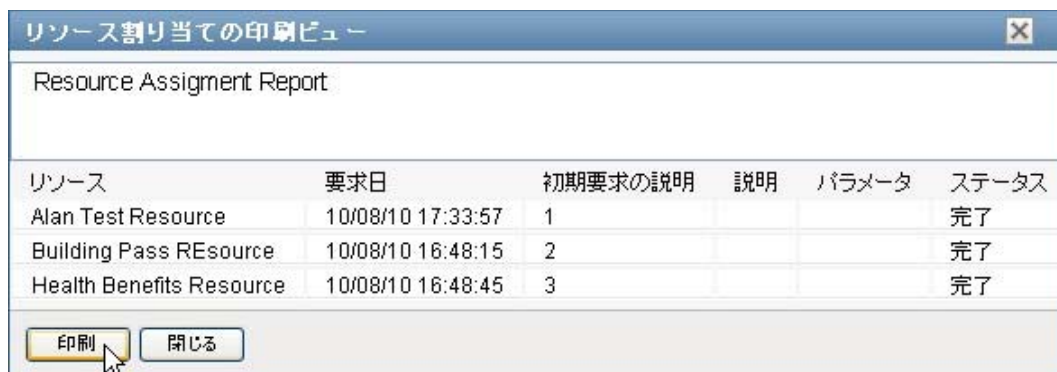 リソース割り当ての印刷ビュー
Resource Assigment Report
リソース 要求日 初期要求の説明 説明 パラメータ ステータス
Alan Test Resource 10/08/10 17:33:57 1 完了
Building Pass REsource 10/08/10 16:48:15 2 完了
Health Benefits Resource 10/08/10 16:48:45 3 完了
印刷 閉じる